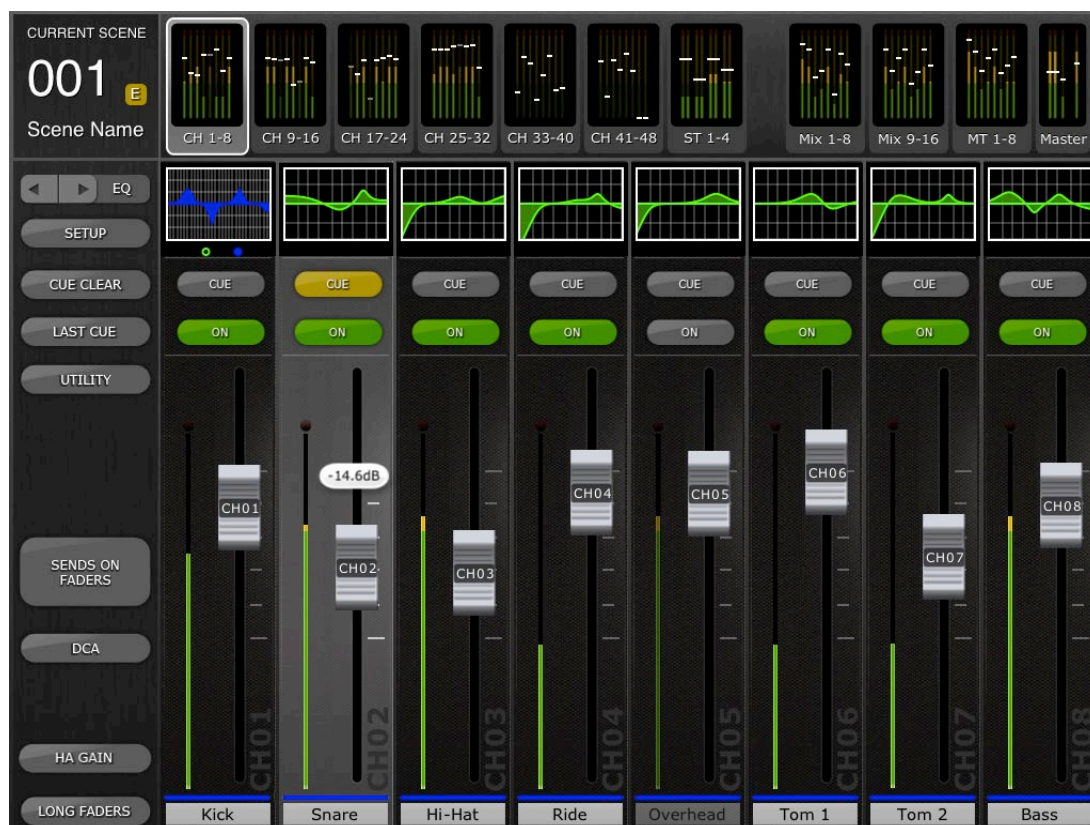 CURRENT SCENE
001 E
Scene Name
CH 1-8 CH 9-16 CH 17-24 CH 25-32 CH 33-40 CH 41-48 ST 1-4 Mix 1-8 Mix 9-16 MT 1-8 Master
EQ
SETUP
CUE CLEAR CUE CUE CUE CUE CUE CUE CUE CUE
LAST CUE ON ON ON ON ON ON ON ON
UTILITY
-14.6dB
CH01 CH02 CH03 CH04 CH05 CH06 CH07 CH08
SENDS ON
FADERS
DCA
CH01 CH02 CH03 CH04 CH05 CH06 CH07 CH08
HA GAIN
LONG FADERS
Kick Snare Hi-Hat Ride Overhead Tom 1 Tom 2 Bass